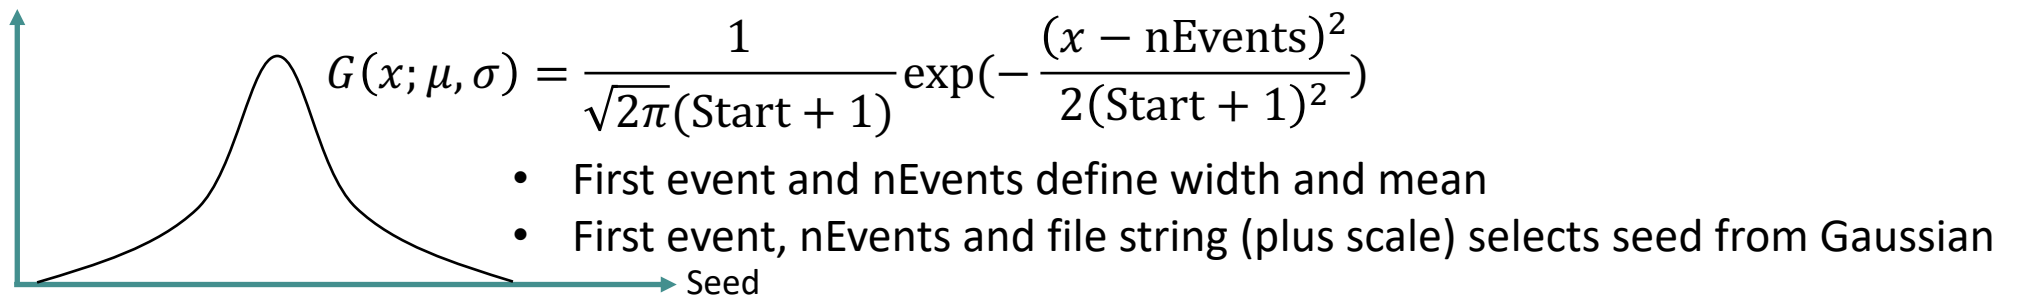 G(x; μ, σ) = 1 / √2π(Start + 1) exp(− (x − nEvents)² / 2(Start + 1)² )
• First event and nEvents define width and mean
• First event, nEvents and file string (plus scale) selects seed from Gaussian
Seed